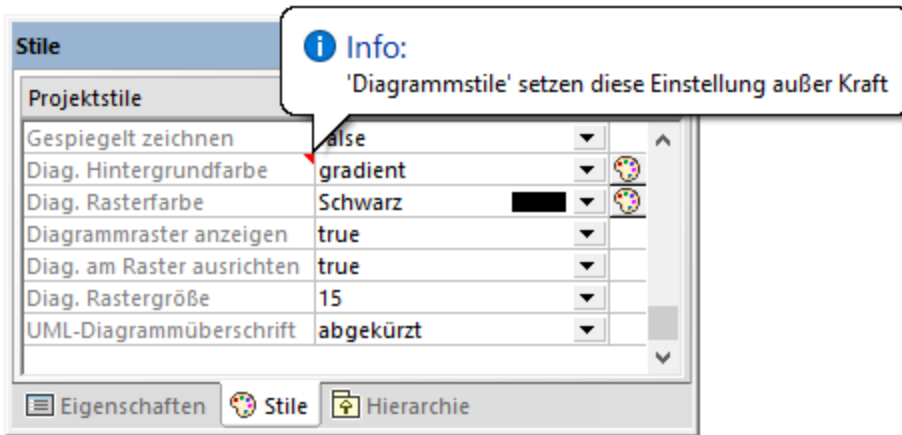 Stile
Info:
'Diagrammstile' setzen diese Einstellung außer Kraft
Projektstile
Gespiegelt zeichnen alse
Diag. Hintergrundfarbe gradient
Diag. Rasterfarbe Schwarz
Diagrammraster anzeigen true
Diag. am Raster ausrichten true
Diag. Rastergröße 15
UML-Diagrammüberschrift abgekürzt
Eigenschaften Stile Hierarchie